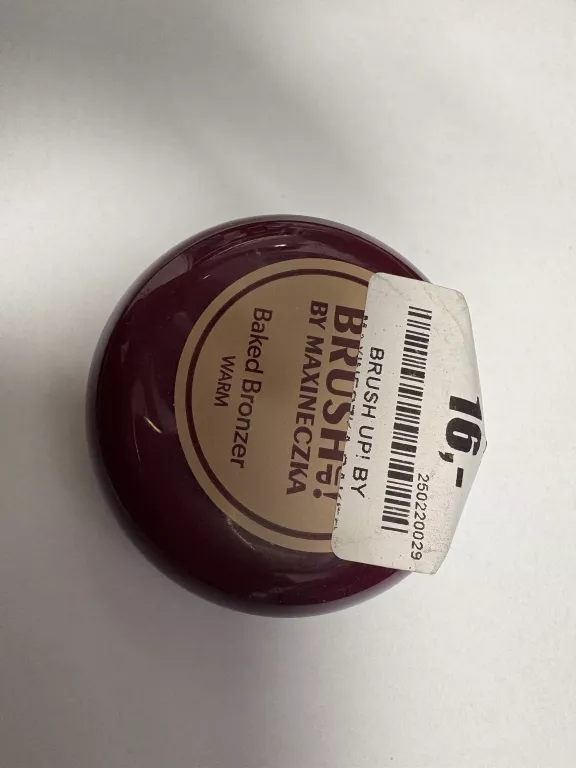 BRUSH
!
BY MAXINECZKA
Baked Bronzer
WARM
16,-
250220029
BRUSH UP! BY